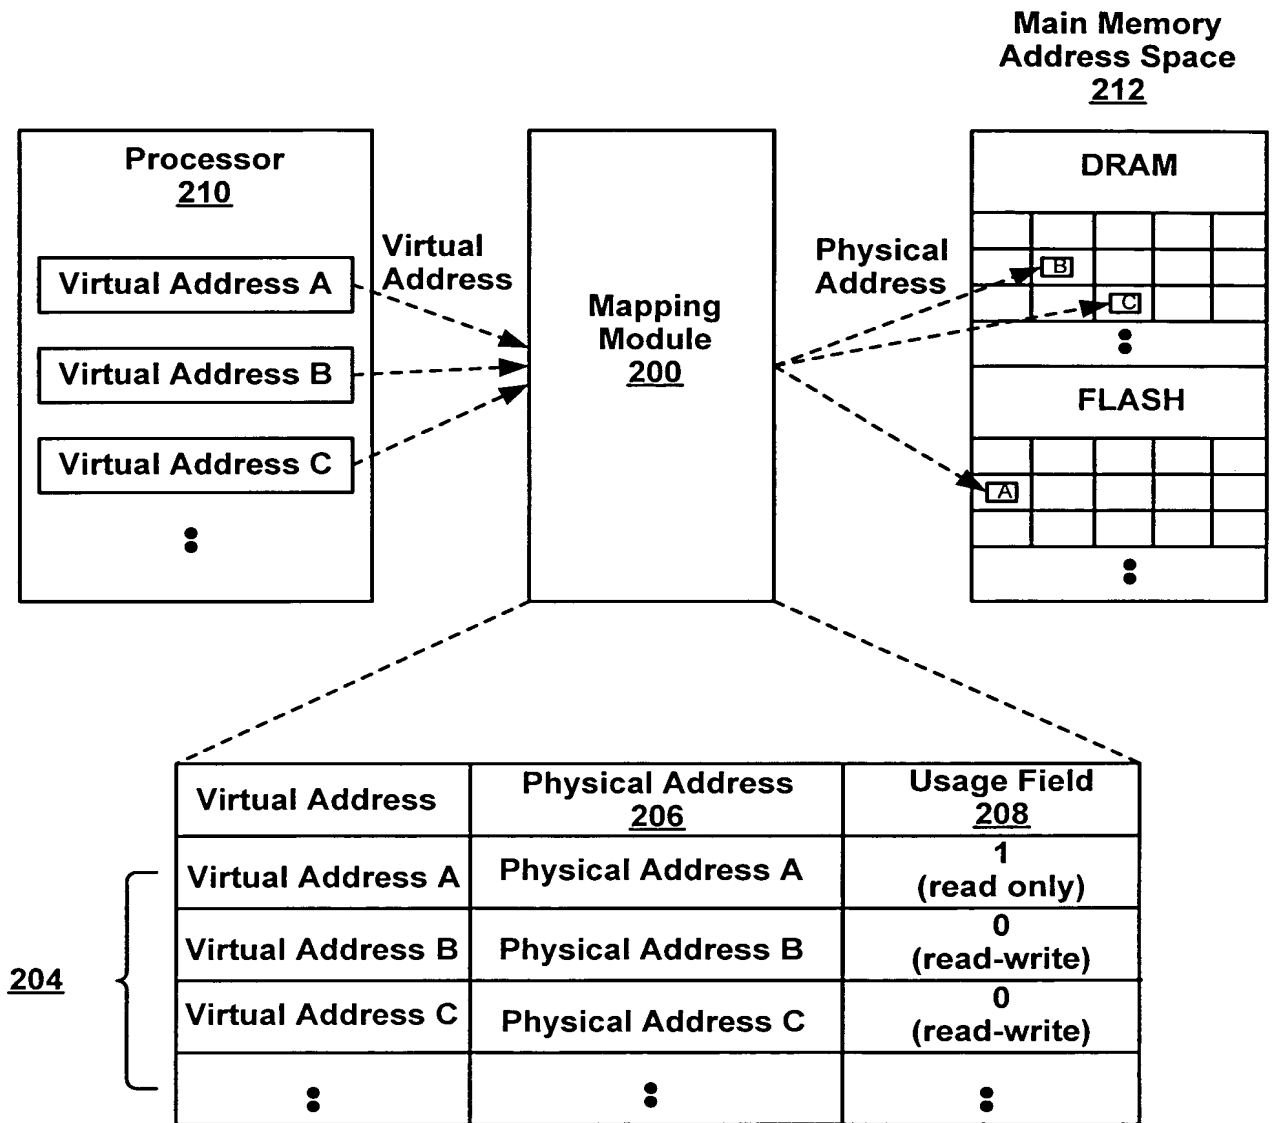 Main Memory
Address Space
212
Processor
210
Virtual Address A
Virtual Address B
Virtual Address C
Virtual
Address
Mapping
Module
200
Physical
Address
DRAM
B
C
FLASH
A
Virtual Address
Physical Address
206
Usage Field
208
Virtual Address A
Physical Address A
1
(read only)
Virtual Address B
Physical Address B
0
(read-write)
Virtual Address C
Physical Address C
0
(read-write)
204